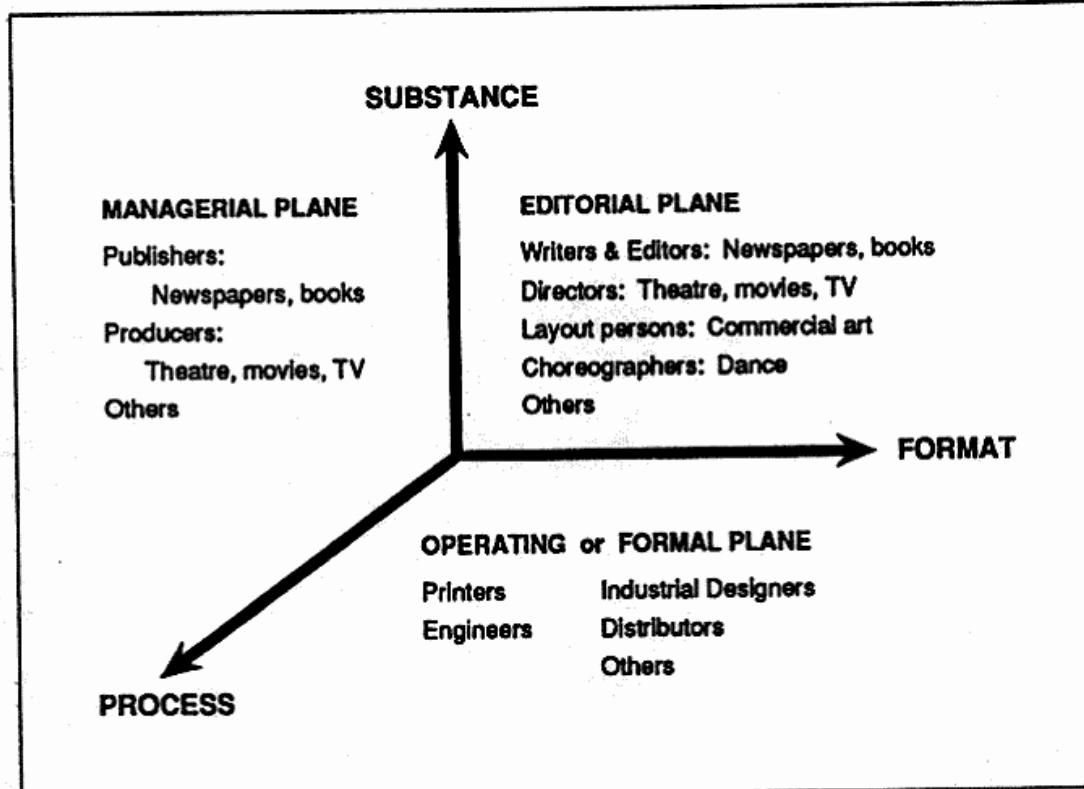 SUBSTANCE
MANAGERIAL PLANE
Publishers:
Newspapers, books
Producers:
Theatre, movies, TV
Others
EDITORIAL PLANE
Writers & Editors: Newspapers, books
Directors: Theatre, movies, TV
Layout persons: Commercial art
Choreographers: Dance
Others
FORMAT
OPERATING or FORMAL PLANE
Printers Industrial Designers
Engineers Distributors
Others
PROCESS